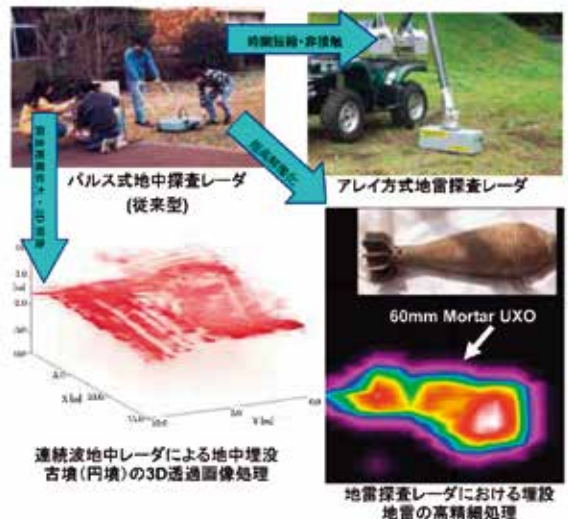 時間短縮・非接触
パルス式地中探査レーダ
(従来型)
アレイ方式地雷探査レーダ
60mm Mortar UXO
X [m]
Y [m]
連続波地中レーダによる地中埋没
古墳(円墳)の3D透過画像処理
地雷探査レーダにおける埋設
地雷の高精細処理